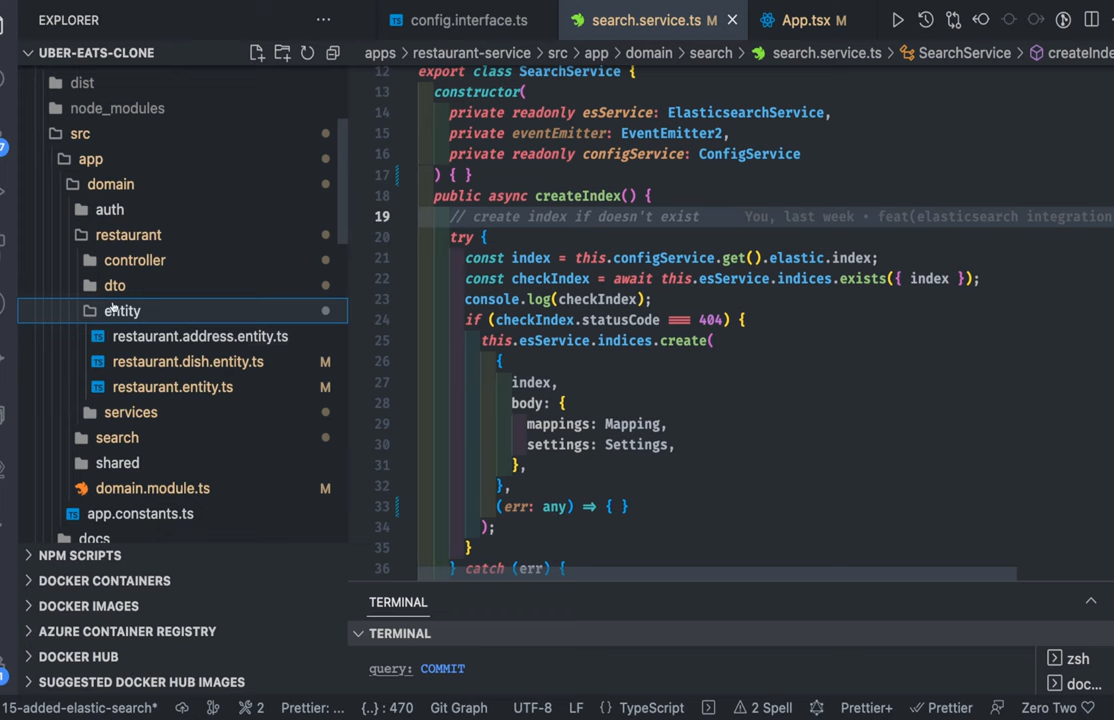 EXPLORER
···
UBER-EATS-CLONE
dist
node_modules
src
app
domain
auth
restaurant
controller
dto
entity
TS restaurant.address.entity.ts
TS restaurant.dish.entity.ts M
TS restaurant.entity.ts M
services
search
shared
domain.module.ts M
app.constants.ts
docs
NPM SCRIPTS
DOCKER CONTAINERS
DOCKER IMAGES
AZURE CONTAINER REGISTRY
DOCKER HUB
SUGGESTED DOCKER HUB IMAGES
config.interface.ts
search.service.ts M
App.tsx M
apps > restaurant-service > src > app > domain > search > search.service.ts > SearchService > createInde
12 export class SearchService {
13 constructor(
14 private readonly esService: ElasticsearchService,
15 private eventEmitter: EventEmitter2,
16 private readonly configService: ConfigService
17 ) { }
18 public async createIndex() {
19 // create index if doesn't exist You, last week • feat(elasticsearch integration
20 try {
21 const index = this.configService.get().elastic.index;
22 const checkIndex = await this.esService.indices.exists({ index });
23 console.log(checkIndex);
24 if (checkIndex.statusCode === 404) {
25 this.esService.indices.create(
26 {
27 index,
28 body: {
29 mappings: Mapping,
30 settings: Settings,
31 },
32 },
33 (err: any) => { }
34 );
35 }
36 } catch (err) {
TERMINAL
TERMINAL
query: COMMIT
zsh
doc...
15-added-elastic-search* 2 Prettier: ... {..} : 470 Git Graph UTF-8 LF {} TypeScript 2 Spell Prettier+ Prettier Zero Two